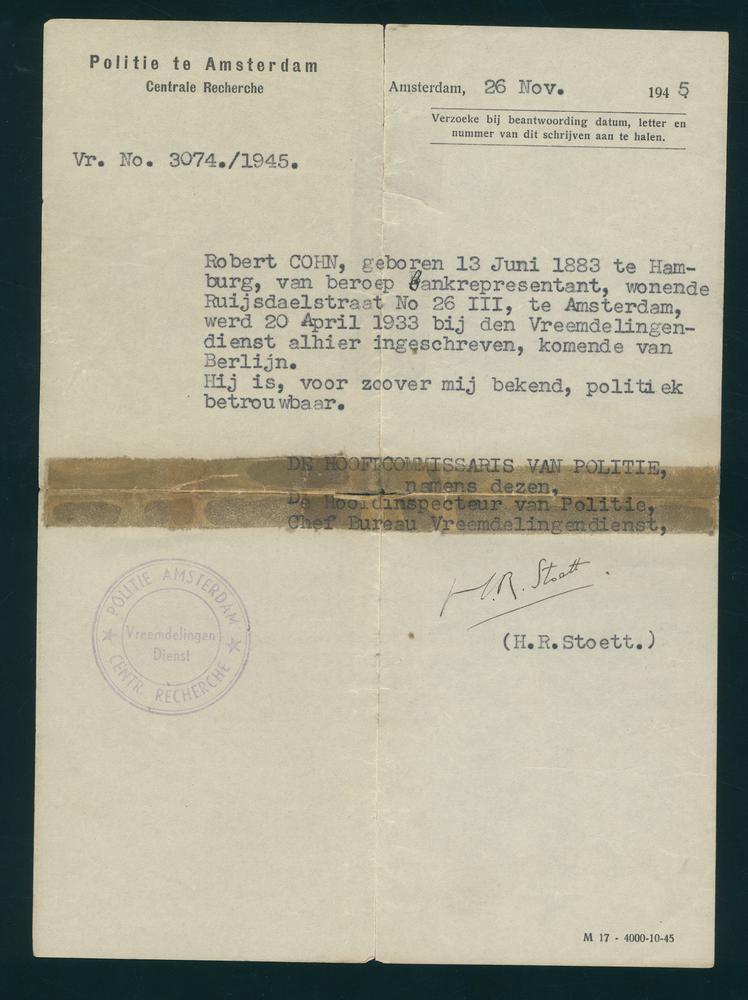 Politie te Amsterdam
Centrale Recherche
Amsterdam, 26 Nov. 1945
Verzoeke bij beantwoording datum, letter en
nummer van dit schrijven aan te halen.
Vr. No. 3074./1945.
Robert COHN, geboren 13 Juni 1883 te Ham-
burg, van beroep Bankrepresentant, wonende
Ruijsdaelstraat No 26 III, te Amsterdam,
werd 20 April 1933 bij den Vreemdelingen-
dienst alhier ingeschreven, komende van
Berlijn.
Hij is, voor zoover mij bekend, politiek
betrouwbaar.
DE HOOFTCOMMISSARIS VAN POLITIE,
namens dezen,
De Hoofdinspecteur van Politie,
Chef Bureau Vreemdelingendienst,
H.R. Stoett.
(H.R.Stoett.)
POLITIE AMSTERDAM
Vreemdelingen
Dienst
CENTR. RECHERCHE
M 17 - 4000-10-45